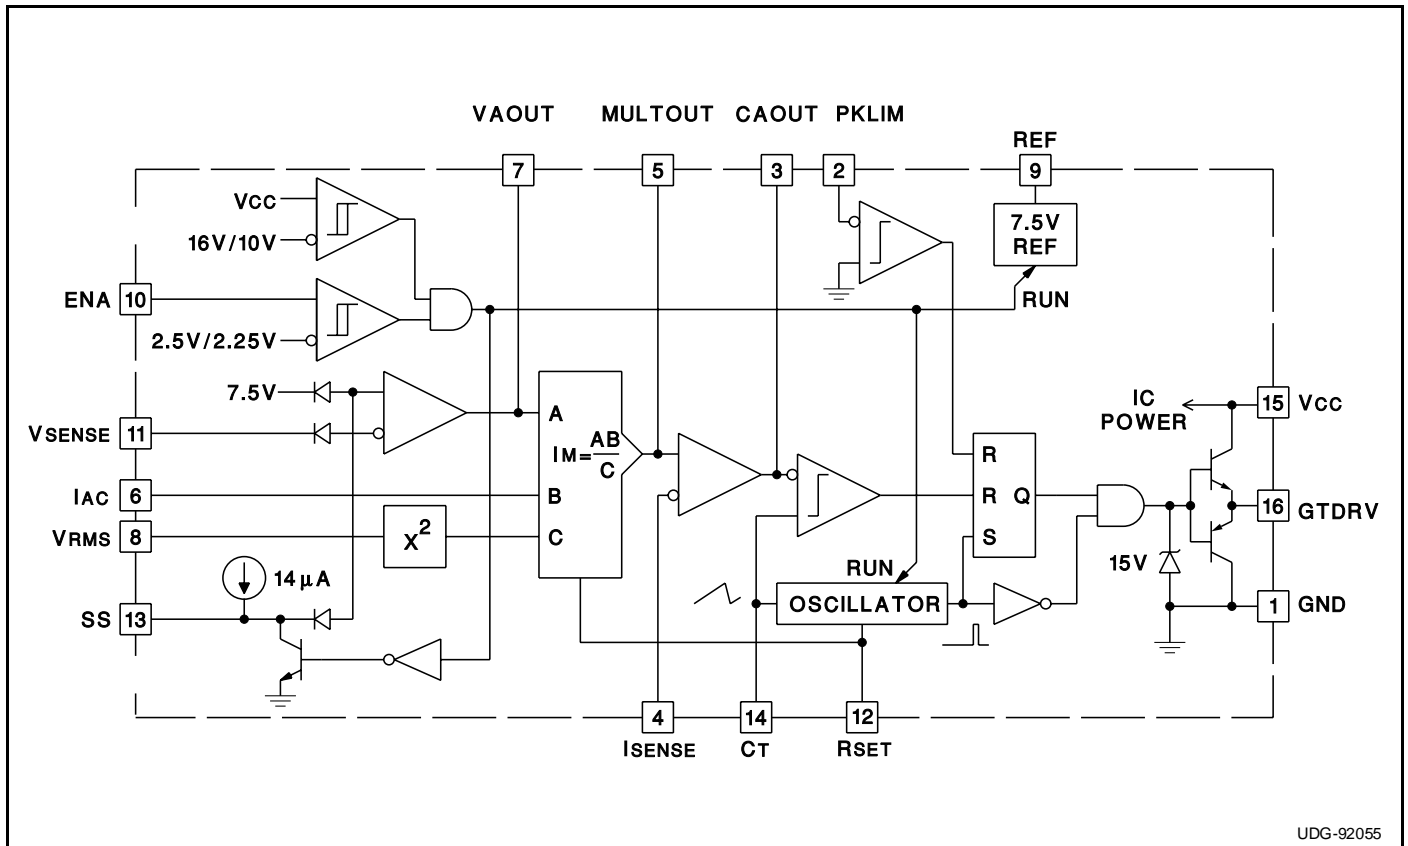 VAOUT MULTOUT CAOUT PKLIM
REF
7 5 3 2 9
VCC
16V/10V
7.5V
REF
ENA 10
RUN
2.5V/2.25V
7.5V
VSENSE 11
A
IM=AB/C
B
C
IAC 6
VRMS 8
X²
14µA
SS 13
R
R Q
S
RUN
OSCILLATOR
IC
POWER
15 VCC
16 GTDRV
15V
1 GND
4 14 12
ISENSE CT RSET
UDG-92055